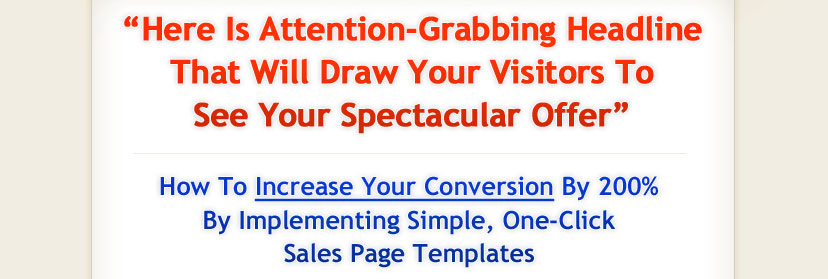 “Here Is Attention-Grabbing Headline
That Will Draw Your Visitors To
See Your Spectacular Offer”
How To Increase Your Conversion By 200%
By Implementing Simple, One-Click
Sales Page Templates